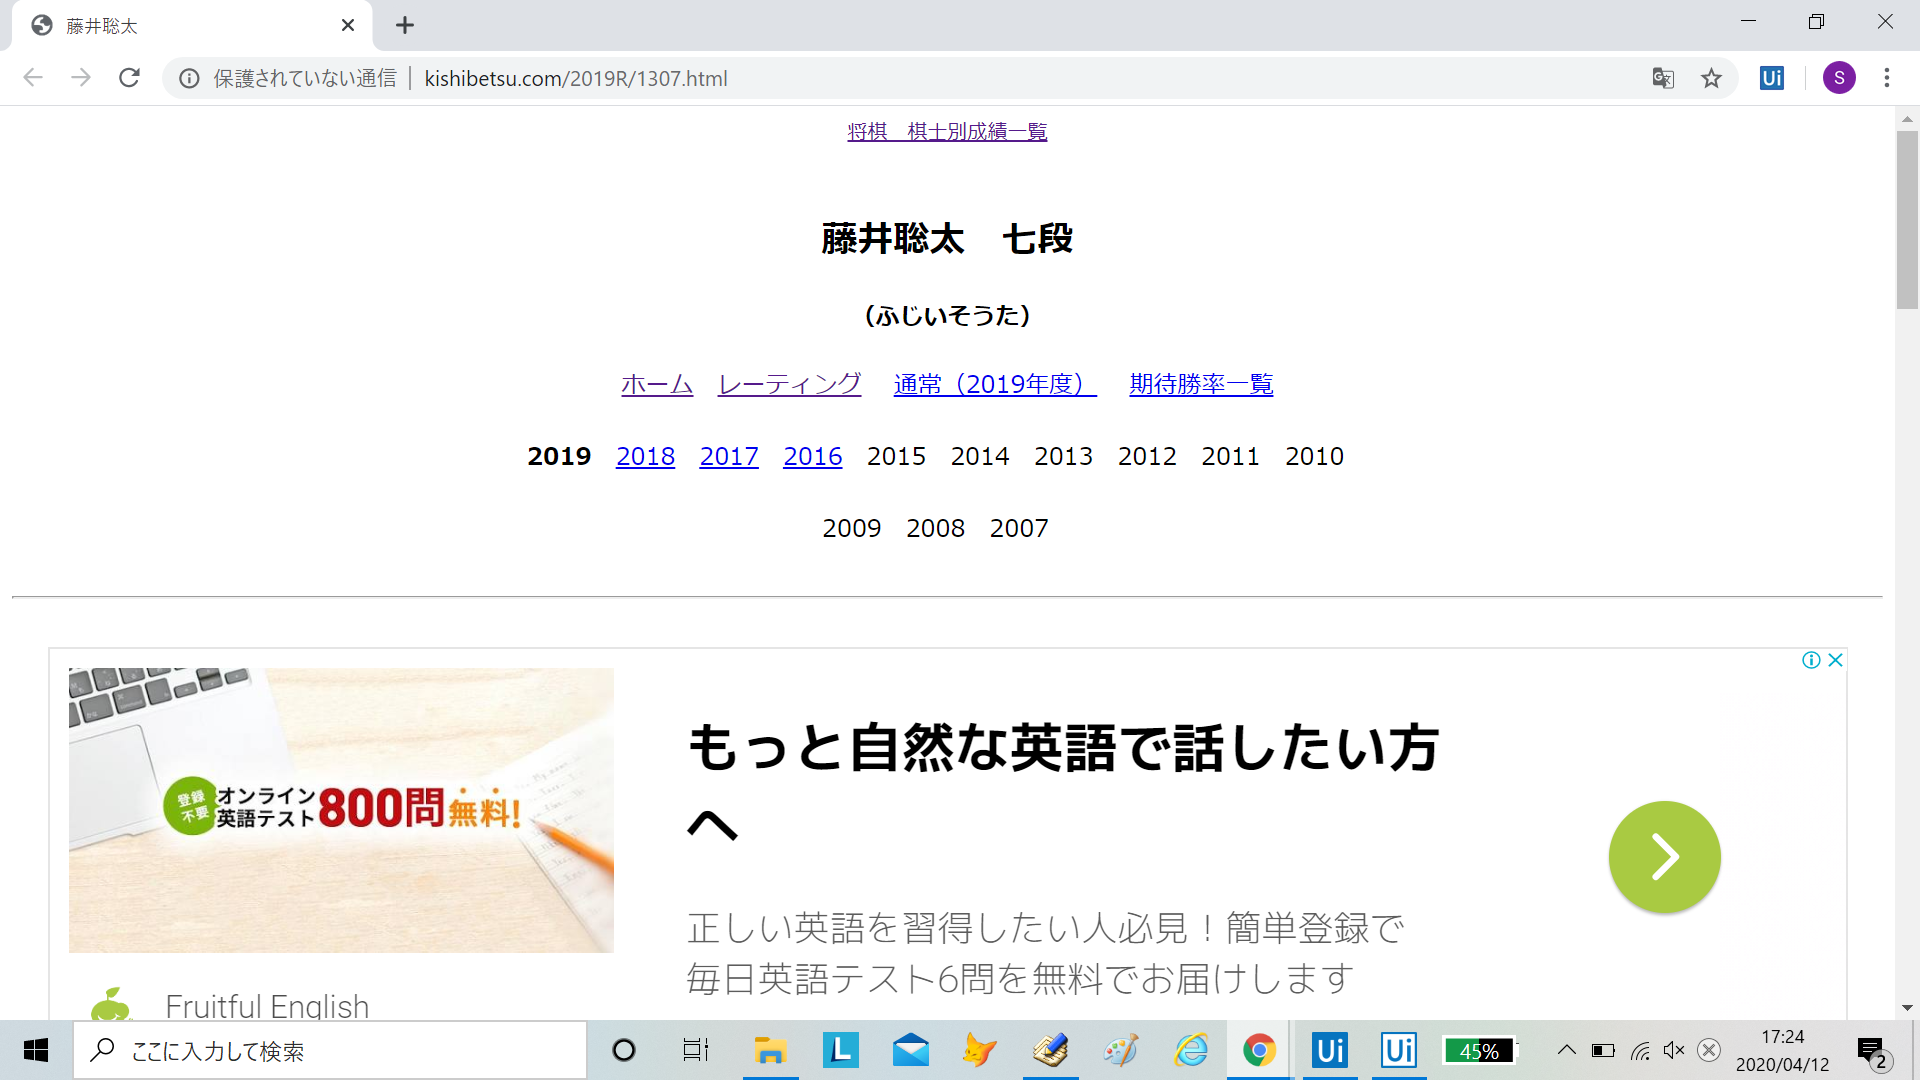 藤井聡太
保護されていない通信 | kishibetsu.com/2019R/1307.html
Ui
S
将棋　棋士別成績一覧
藤井聡太　七段
（ふじいそうた）
ホーム　レーティング　通常（2019年度）　期待勝率一覧
2019 2018 2017 2016 2015 2014 2013 2012 2011 2010
2009 2008 2007
登録不要
オンライン英語テスト800問無料!
もっと自然な英語で話したい方
へ
正しい英語を習得したい人必見！簡単登録で
毎日英語テスト6問を無料でお届けします
Fruitful English
ここに入力して検索
L
Ui
Ui
45%
17:24
2020/04/12
2